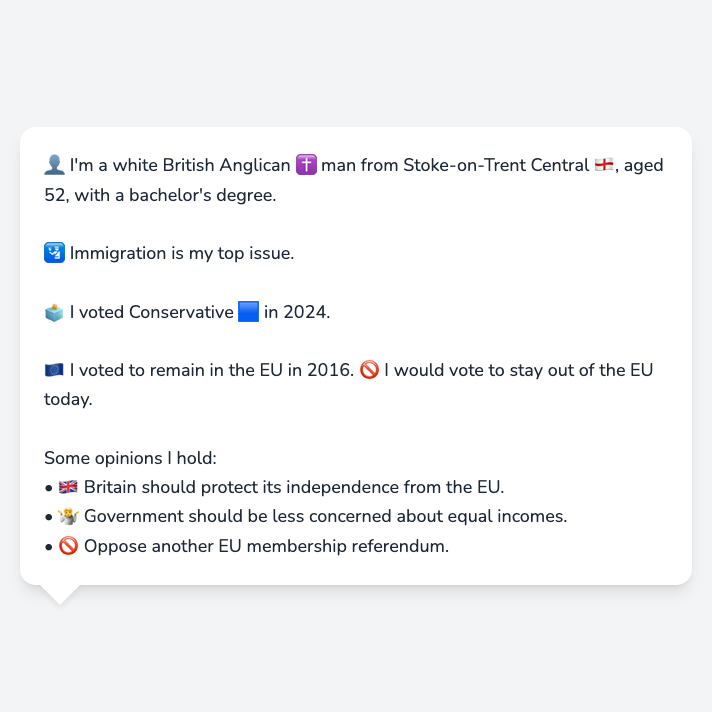 👤 I'm a white British Anglican ✝️ man from Stoke-on-Trent Central 🏴󠁧󠁢󠁥󠁮󠁧󠁿, aged
52, with a bachelor's degree.
🛂 Immigration is my top issue.
🗳️ I voted Conservative 🟦 in 2024.
🇪🇺 I voted to remain in the EU in 2016. 🚫 I would vote to stay out of the EU
today.
Some opinions I hold:
• 🇬🇧 Britain should protect its independence from the EU.
• 🤷 Government should be less concerned about equal incomes.
• 🚫 Oppose another EU membership referendum.